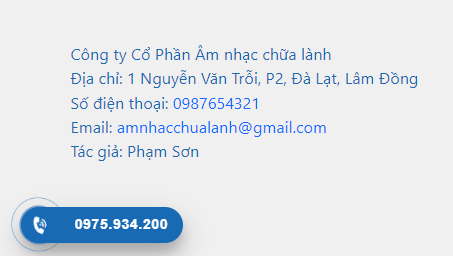 Công ty Cổ Phần Âm nhạc chữa lành
Địa chỉ: 1 Nguyễn Văn Trỗi, P2, Đà Lạt, Lâm Đồng
Số điện thoại: 0987654321
Email: amnhacchualanh@gmail.com
Tác giả: Phạm Sơn
0975.934.200